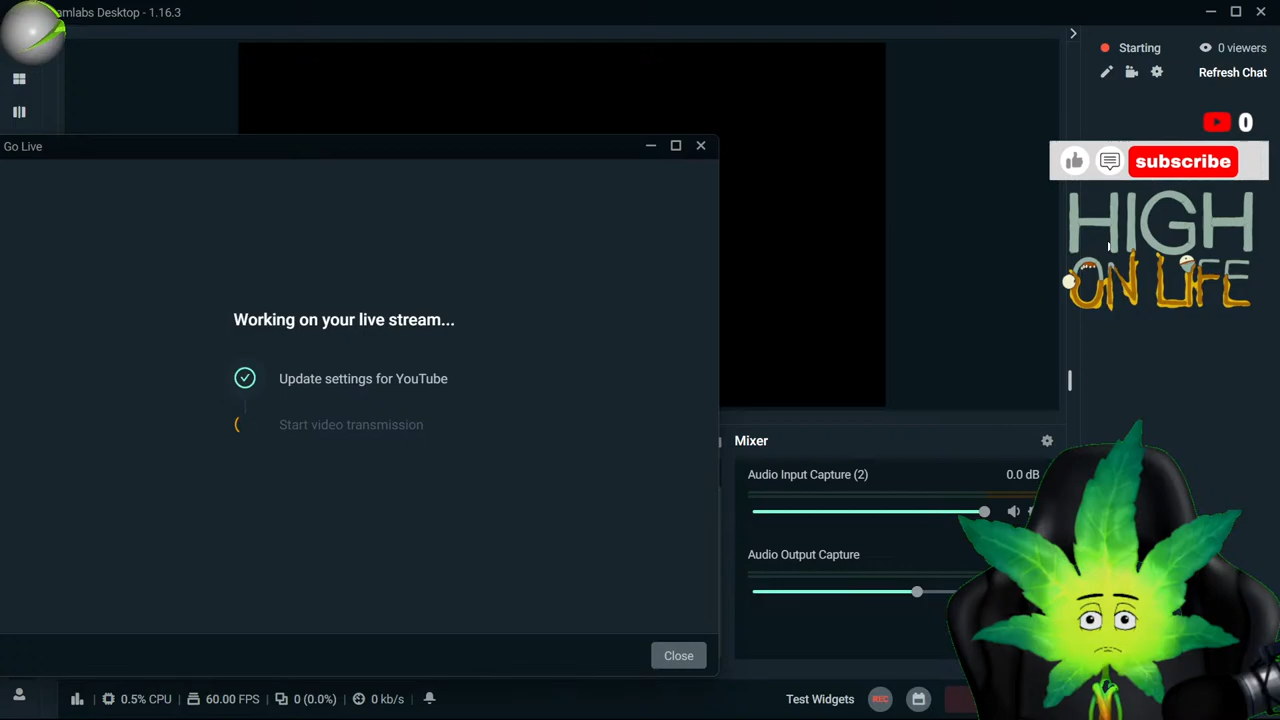 amlabs Desktop - 1.16.3
Starting
0 viewers
Refresh Chat
0
Go Live
subscribe
HIGH
ON LIFE
Working on your live stream...
Update settings for YouTube
Start video transmission
Mixer
Audio Input Capture (2)
0.0 dB
Audio Output Capture
Close
0.5% CPU
60.00 FPS
0 (0.0%)
0 kb/s
Test Widgets
REC